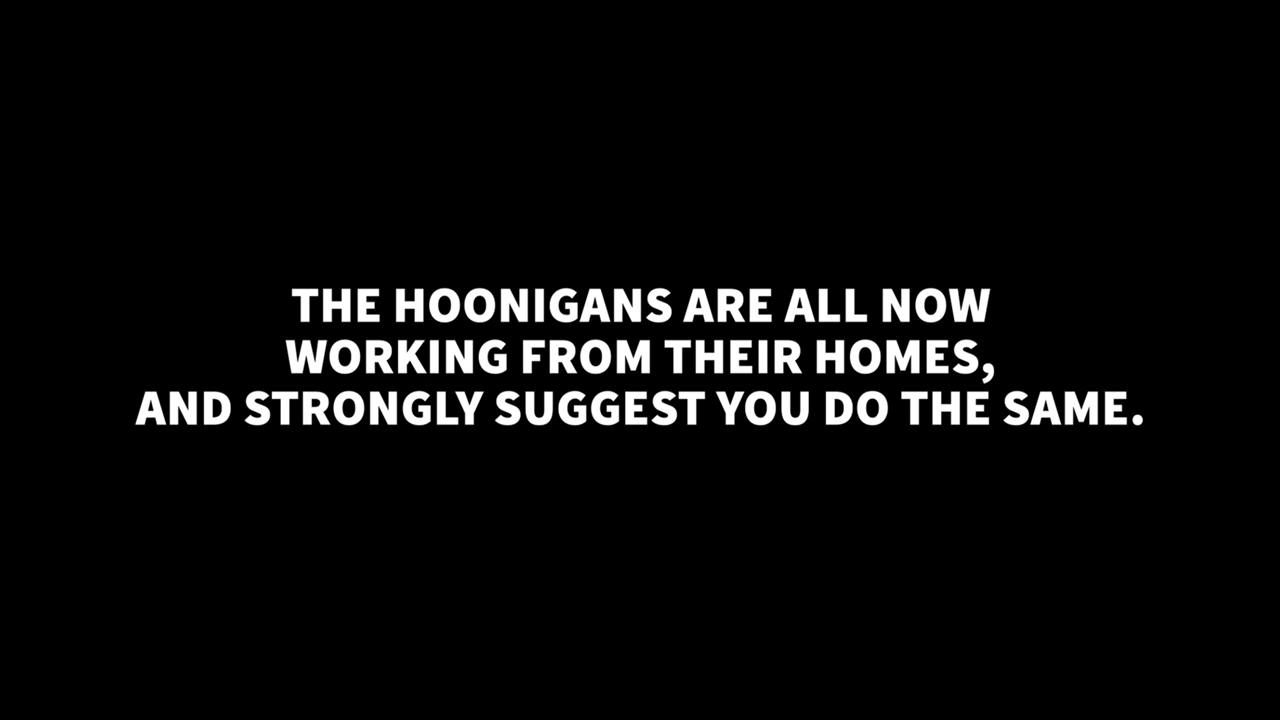 THE HOONIGANS ARE ALL NOW
WORKING FROM THEIR HOMES,
AND STRONGLY SUGGEST YOU DO THE SAME.